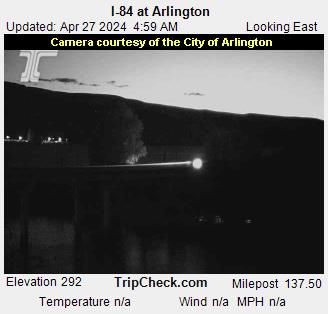 I-84 at Arlington
Updated: Apr 27 2024 4:59 AM Looking East
Camera courtesy of the City of Arlington
Elevation 292 TripCheck.com Milepost 137.50
Temperature n/a Wind n/a MPH n/a